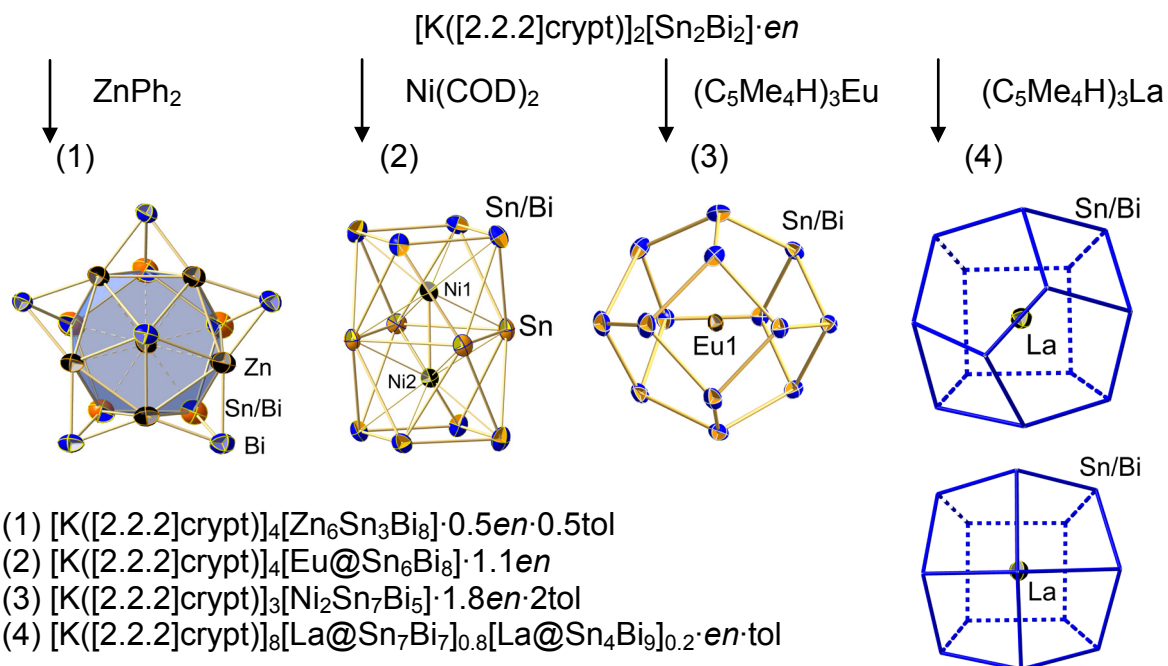 [K([2.2.2]crypt)]₂[Sn₂Bi₂]·en
ZnPh₂ Ni(COD)₂ (C₅Me₄H)₃Eu (C₅Me₄H)₃La
(1) (2) (3) (4)
Sn/Bi Sn/Bi Sn/Bi
Ni1
Sn
Zn Ni2 Eu1 La
Sn/Bi
Bi
Sn/Bi
La
(1) [K([2.2.2]crypt)]₄[Zn₆Sn₃Bi₈]·0.5en·0.5tol
(2) [K([2.2.2]crypt)]₄[Eu@Sn₆Bi₈]·1.1en
(3) [K([2.2.2]crypt)]₃[Ni₂Sn₇Bi₅]·1.8en·2tol
(4) [K([2.2.2]crypt)]₈[La@Sn₇Bi₇]₀.₈[La@Sn₄Bi₉]₀.₂·en·tol